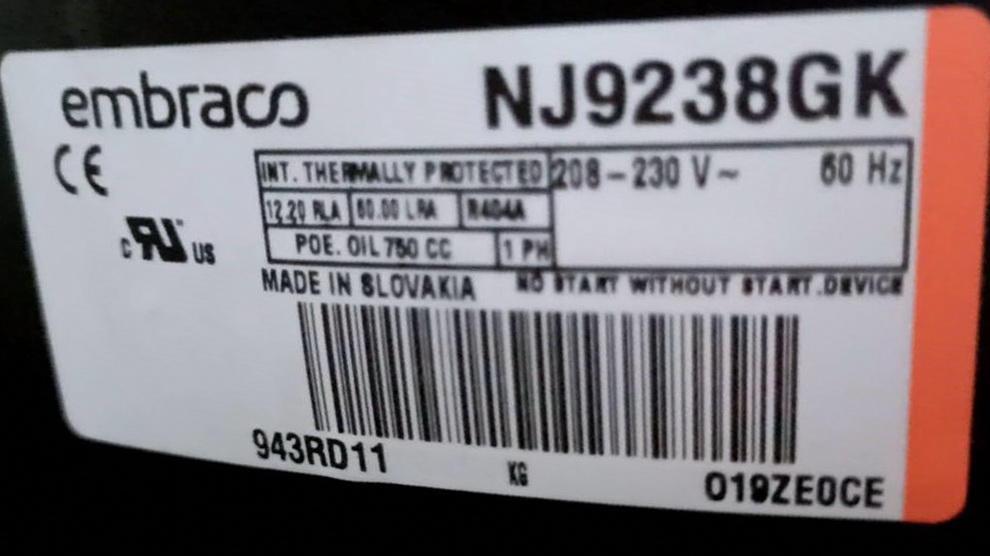 embraco NJ9238GK
CE
INT. THERMALLY PROTECTED 208-230 V~ 60 Hz
12.20 RLA 60.00 LRA R404A
c RU US
POE. OIL 750 CC 1 PH
MADE IN SLOVAKIA NO START WITHOUT START.DEVICE
943RD11 KG 019ZE0CE